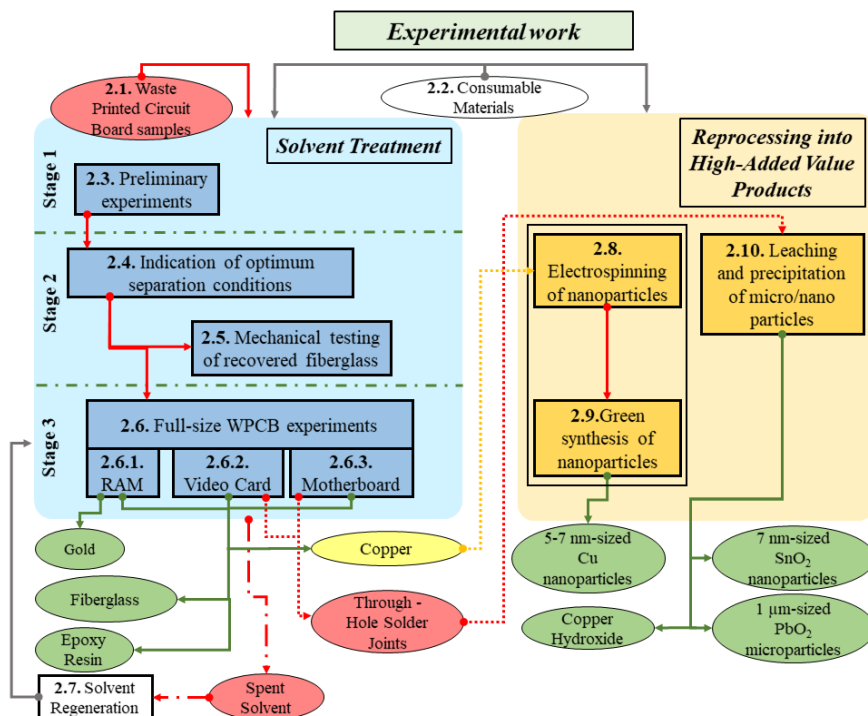 Experimental work
2.1. Waste
Printed Circuit
Board samples
2.2. Consumable
Materials
Solvent Treatment
Reprocessing into
High-Added Value
Products
Stage 1
2.3. Preliminary
experiments
Stage 2
2.4. Indication of optimum
separation conditions
2.5. Mechanical testing
of recovered fiberglass
2.8.
Electrospinning
of nanoparticles
2.10. Leaching
and precipitation
of micro/nano
particles
Stage 3
2.6. Full-size WPCB experiments
2.6.1.
RAM
2.6.2.
Video Card
2.6.3.
Motherboard
2.9.Green
synthesis of
nanoparticles
Gold
Copper
5-7 nm-sized
Cu
nanoparticles
7 nm-sized
SnO₂
nanoparticles
Fiberglass
Through -
Hole Solder
Joints
Copper
Hydroxide
1 µm-sized
PbO₂
microparticles
Epoxy
Resin
2.7. Solvent
Regeneration
Spent
Solvent